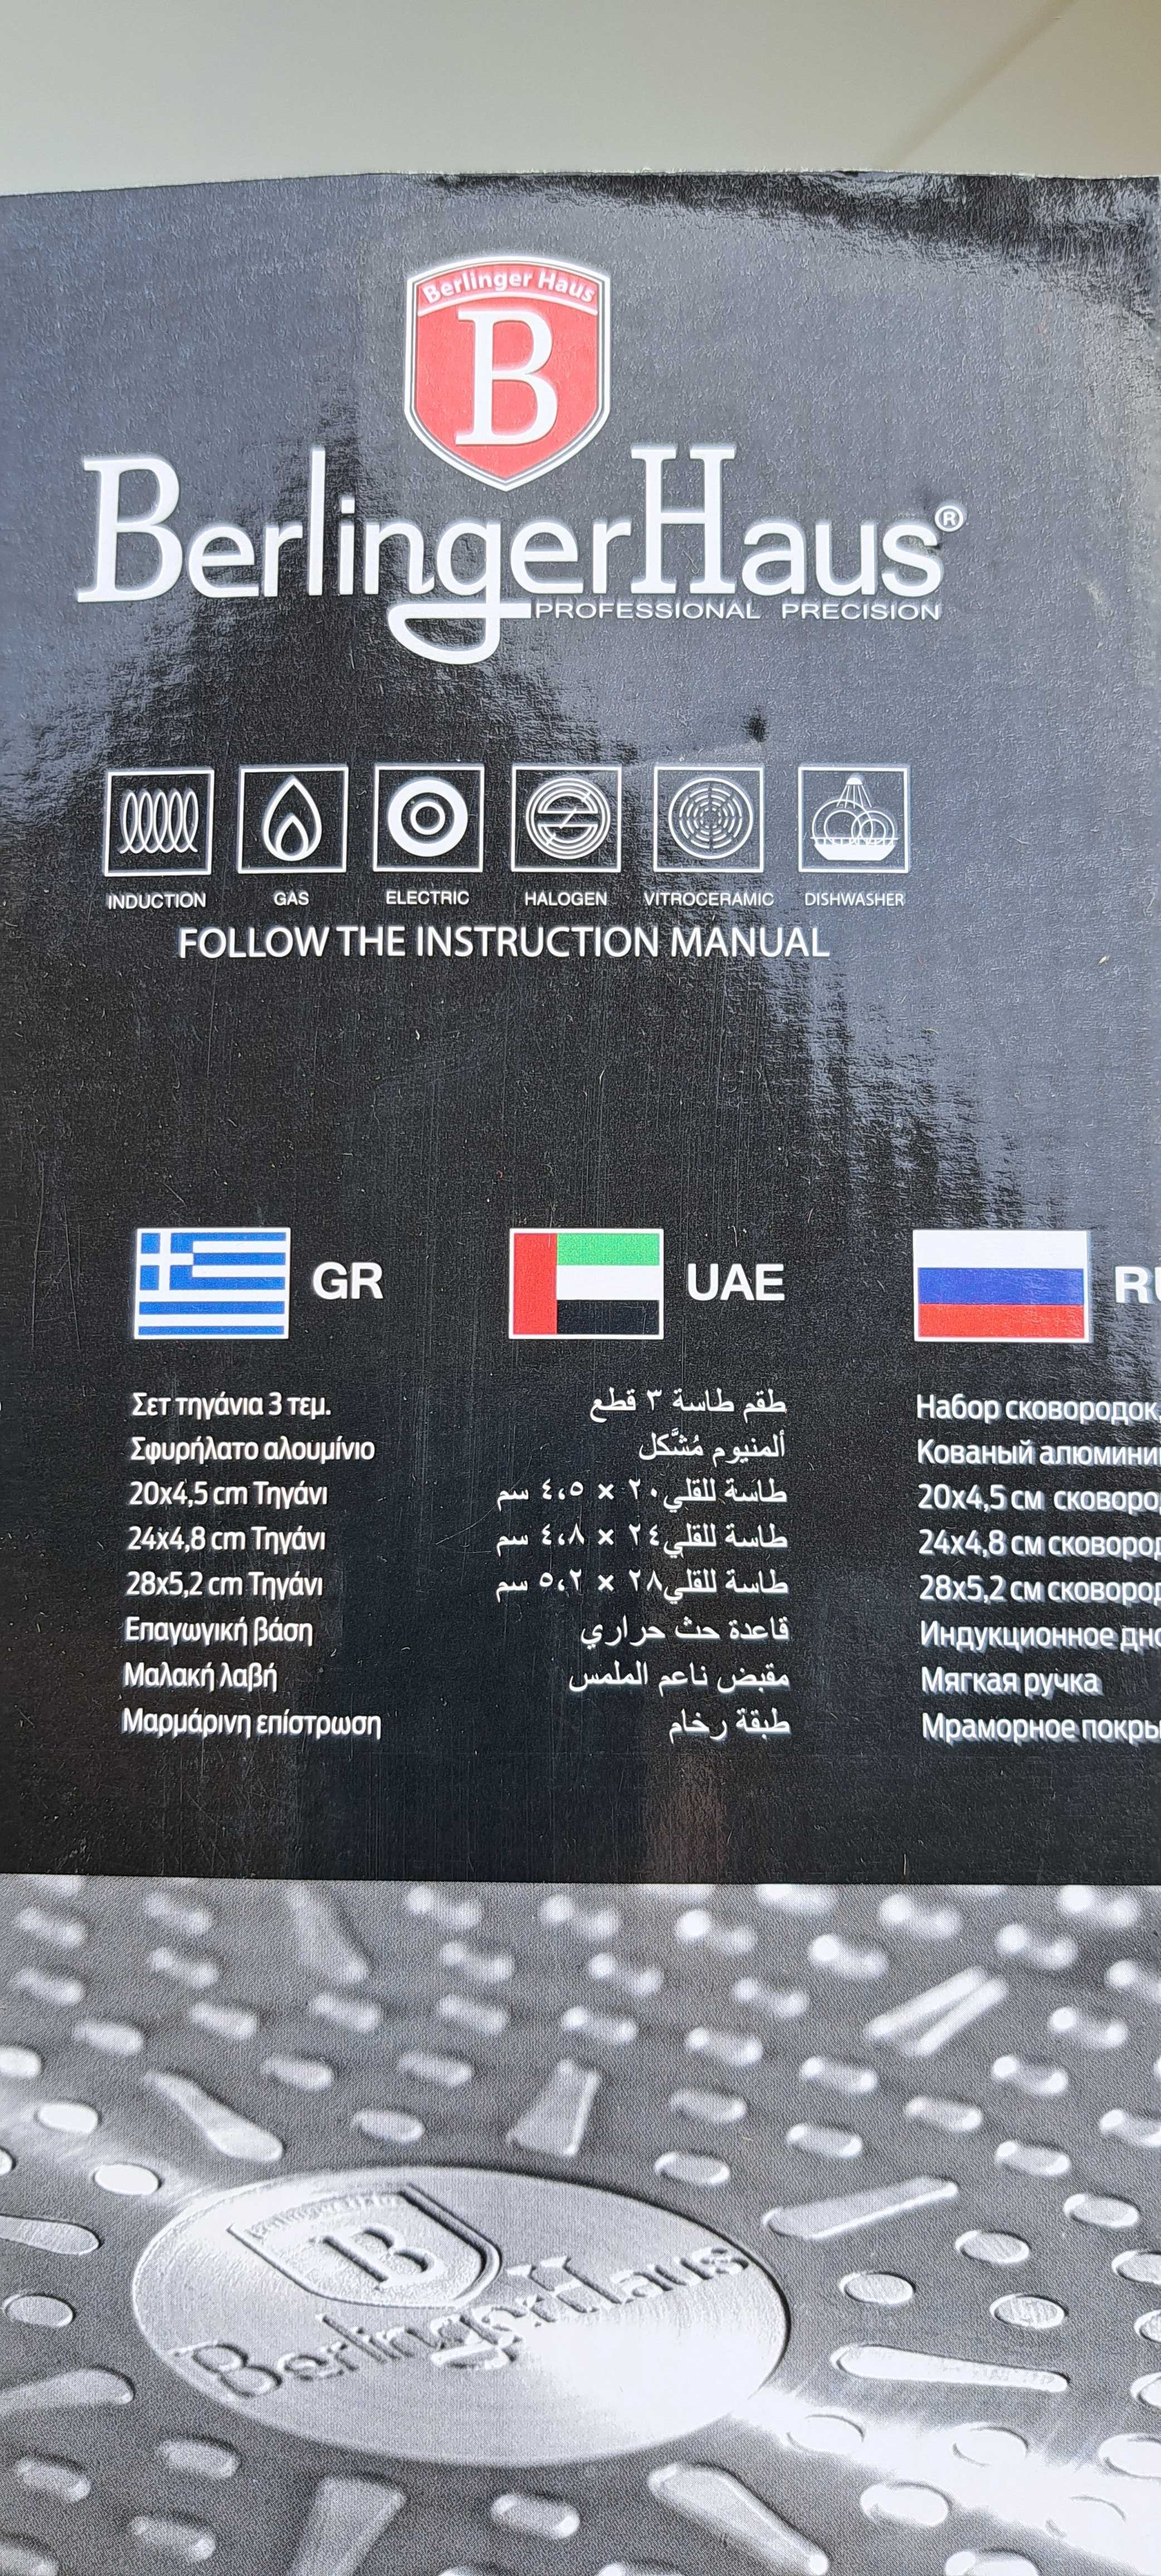 Berlinger Haus
B
BerlingerHaus®
PROFESSIONAL PRECISION
INDUCTION
GAS
ELECTRIC
HALOGEN
VITROCERAMIC
DISHWASHER
FOLLOW THE INSTRUCTION MANUAL
GR
Σετ τηγάνια 3 τεμ.
Σφυρήλατο αλουμίνιο
20x4,5 cm Τηγάνι
24x4,8 cm Τηγάνι
28x5,2 cm Τηγάνι
Επαγωγική βάση
Μαλακή λαβή
Μαρμάρινη επίστρωση
UAE
طقم طاسة ٣ قطع
ألمنيوم مُشَّكل
طاسة للقلي٢٠ × ٤،٥ سم
طاسة للقلي٢٤ × ٤،٨ سم
طاسة للقلي٢٨ × ٥،٢ سم
قاعدة حث حراري
مقبض ناعم الملمس
طبقة رخام
Набор сковородок,
Кованый
20x4,5 см
24x4,8 см
28x5,2 см
Индукционное
Мягкая ручка
Мраморное
B
BerlingerHaus